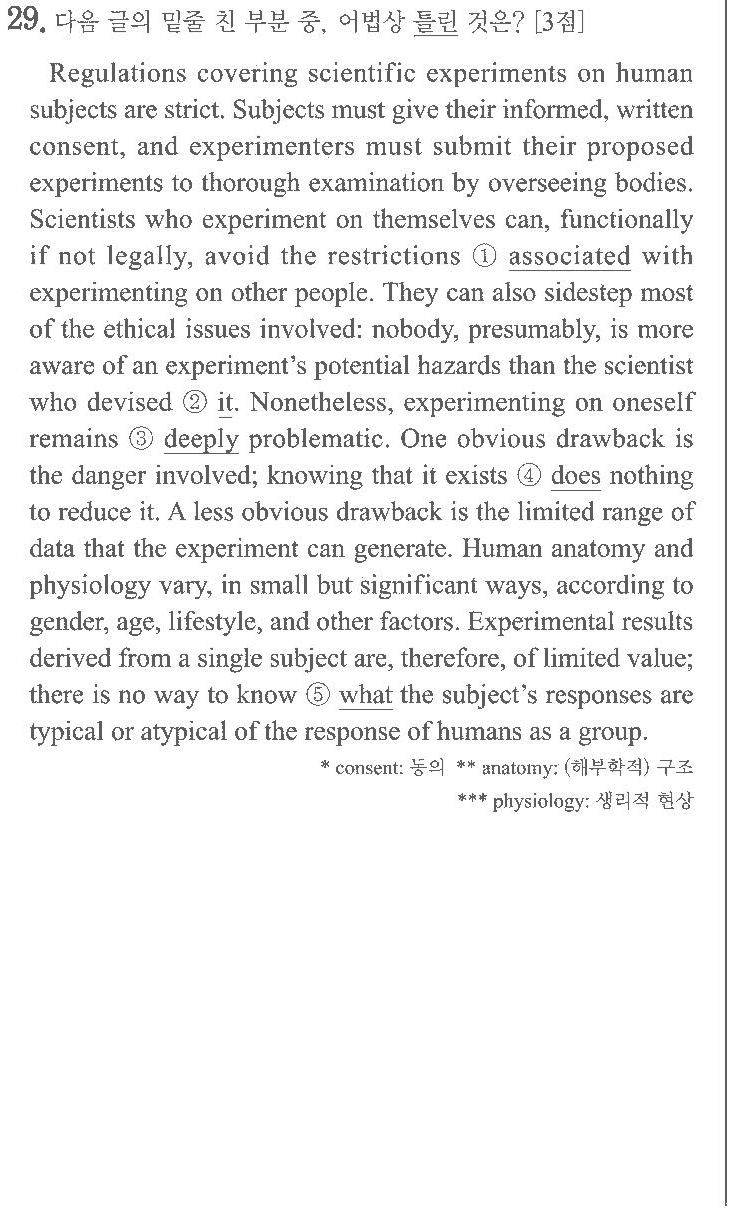 29. 다음 글의 밑줄 친 부분 중, 어법상 틀린 것은? [3점]
Regulations covering scientific experiments on human
subjects are strict. Subjects must give their informed, written
consent, and experimenters must submit their proposed
experiments to thorough examination by overseeing bodies.
Scientists who experiment on themselves can, functionally
if not legally, avoid the restrictions ① associated with
experimenting on other people. They can also sidestep most
of the ethical issues involved: nobody, presumably, is more
aware of an experiment's potential hazards than the scientist
who devised ② it. Nonetheless, experimenting on oneself
remains ③ deeply problematic. One obvious drawback is
the danger involved; knowing that it exists ④ does nothing
to reduce it. A less obvious drawback is the limited range of
data that the experiment can generate. Human anatomy and
physiology vary, in small but significant ways, according to
gender, age, lifestyle, and other factors. Experimental results
derived from a single subject are, therefore, of limited value;
there is no way to know ⑤ what the subject's responses are
typical or atypical of the response of humans as a group.
* consent: 동의 ** anatomy: (해부학적) 구조
*** physiology: 생리적 현상